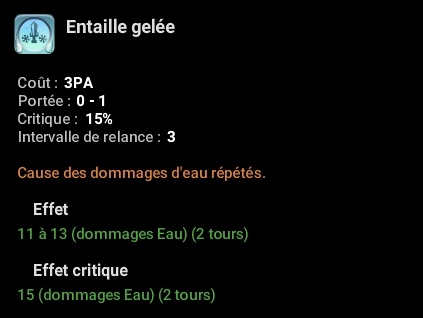 Entaille gelée
Coût : 3PA
Portée : 0 - 1
Critique : 15%
Intervalle de relance : 3
Cause des dommages d'eau répétés.
Effet
11 à 13 (dommages Eau) (2 tours)
Effet critique
15 (dommages Eau) (2 tours)